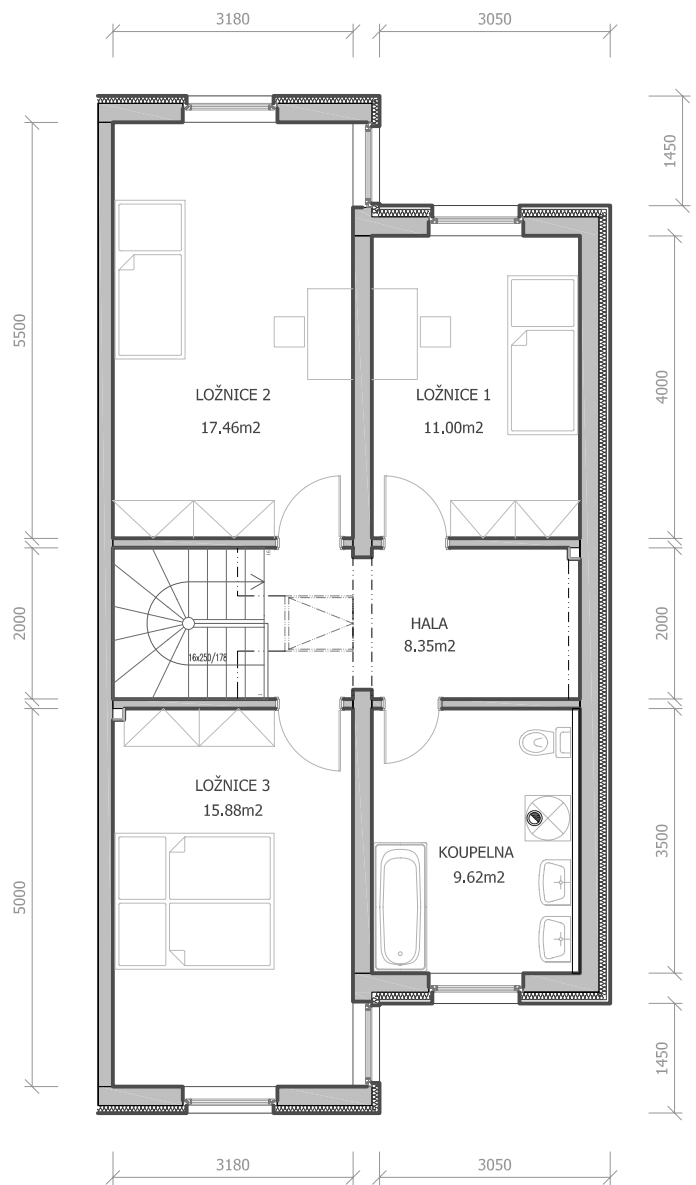 3180
3050
1450
5500
4000
LOŽNICE 2
17.46m2
LOŽNICE 1
11.00m2
2000
2000
HALA
8.35m2
16x250/178
LOŽNICE 3
15.88m2
KOUPELNA
9.62m2
5000
3500
1450
3180
3050